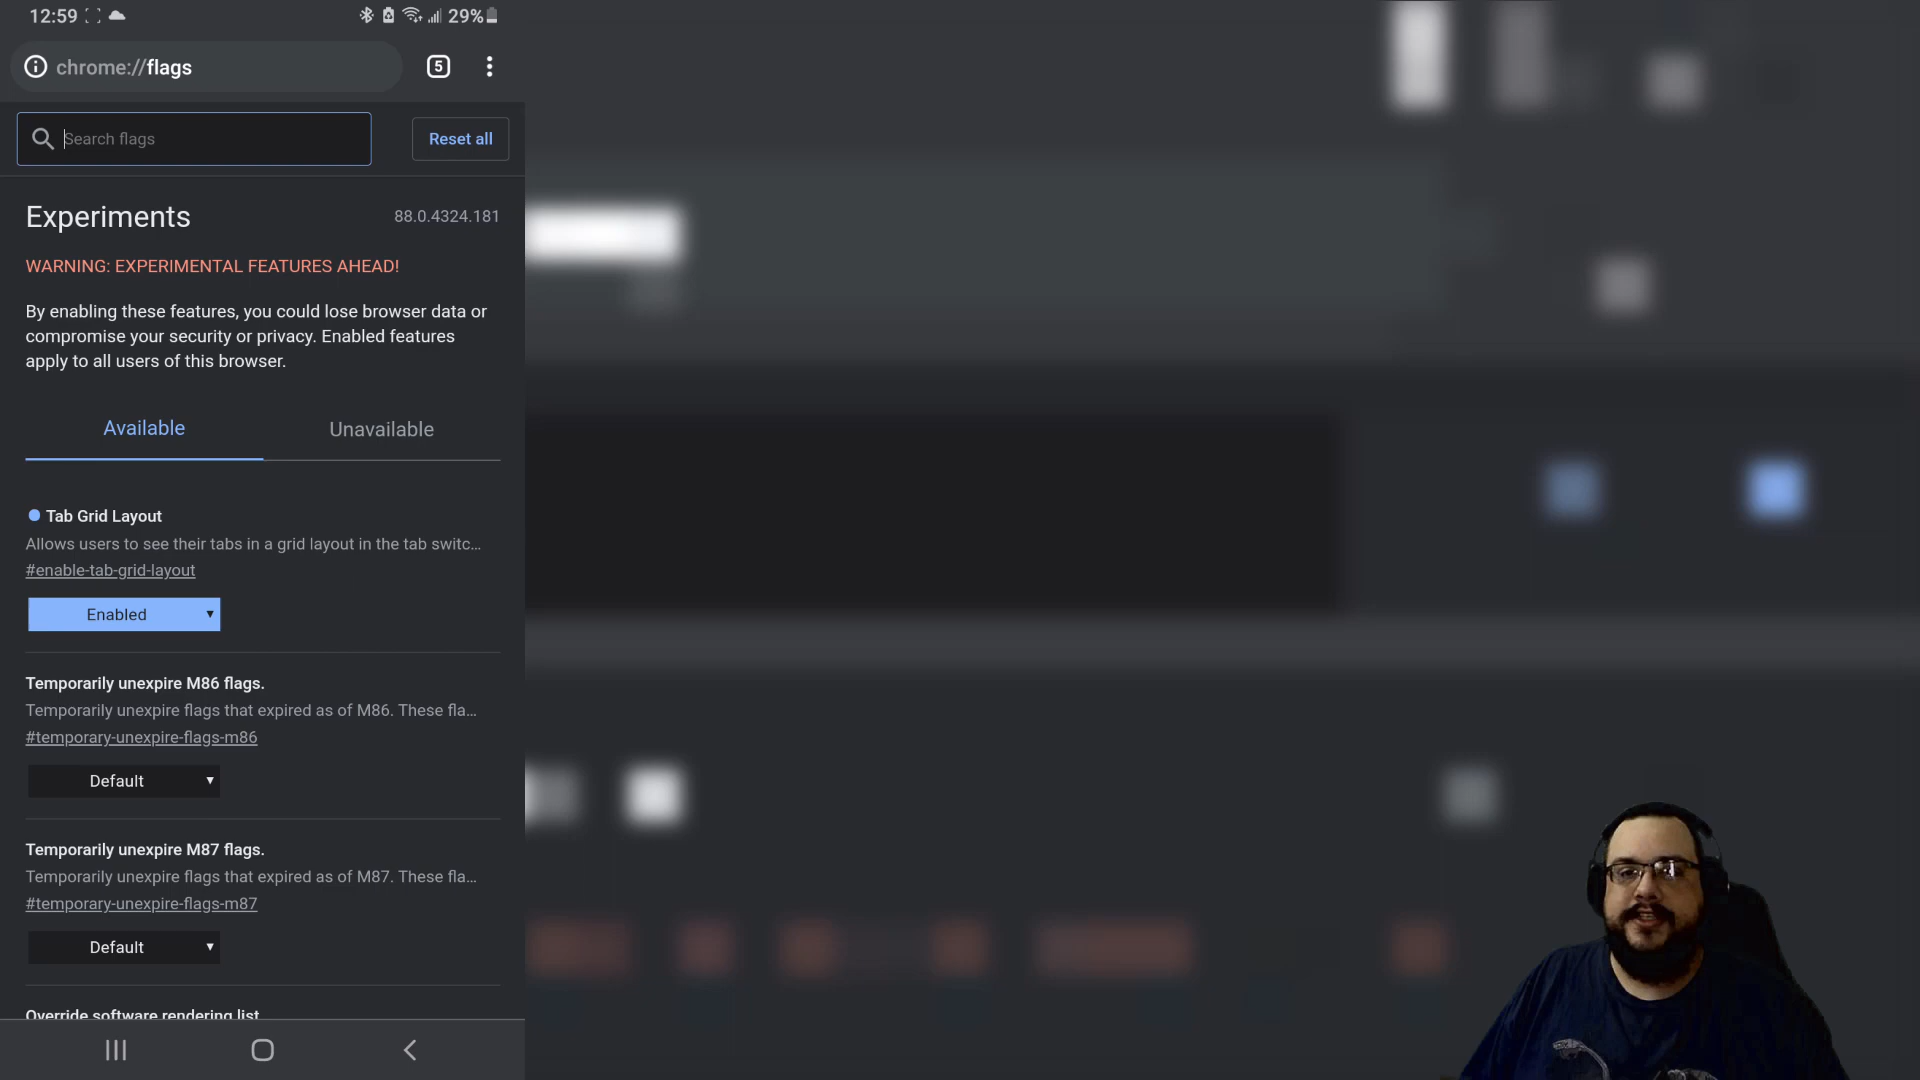 12:59 29%
chrome://flags 5
Search flags Reset all
Experiments 88.0.4324.181
WARNING: EXPERIMENTAL FEATURES AHEAD!
By enabling these features, you could lose browser data or
compromise your security or privacy. Enabled features
apply to all users of this browser.
Available Unavailable
Tab Grid Layout
Allows users to see their tabs in a grid layout in the tab switc...
#enable-tab-grid-layout
Enabled
Temporarily unexpire M86 flags.
Temporarily unexpire flags that expired as of M86. These fla...
#temporary-unexpire-flags-m86
Default
Temporarily unexpire M87 flags.
Temporarily unexpire flags that expired as of M87. These fla...
#temporary-unexpire-flags-m87
Default
Override software rendering list